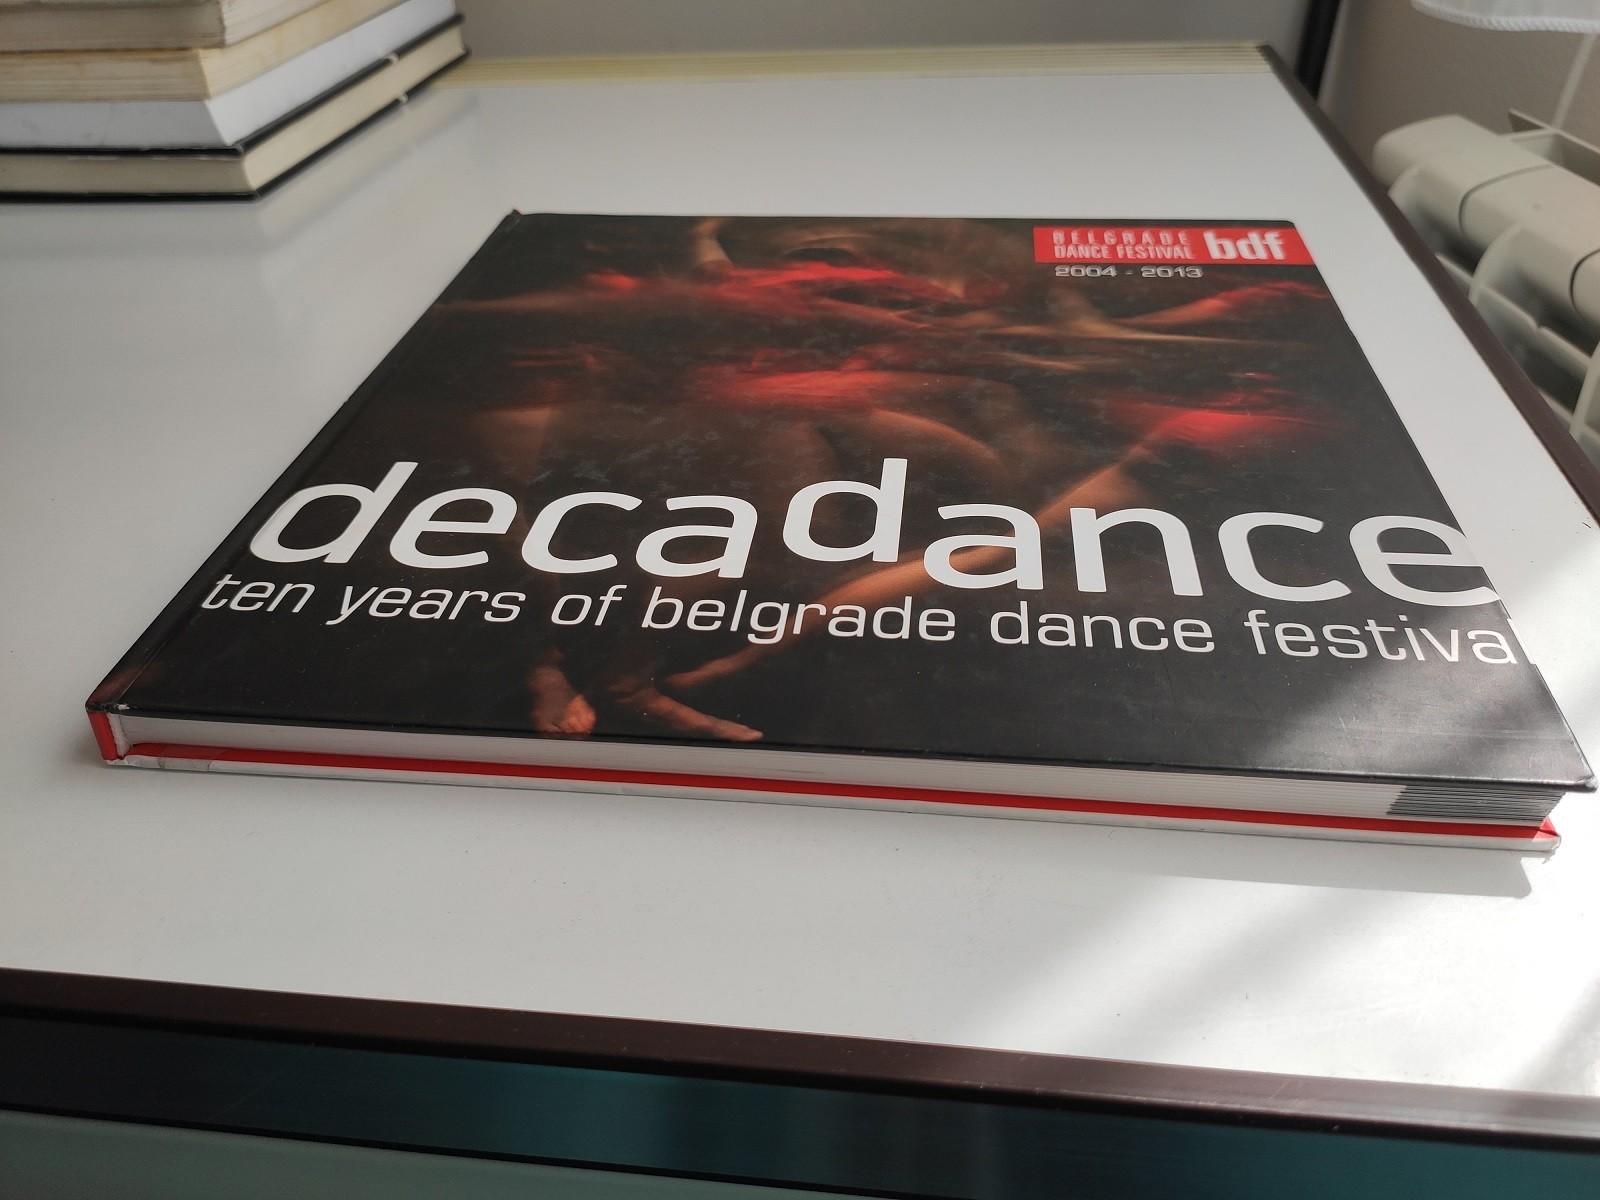 BELGRADE
DANCE FESTIVAL
bdf
2004 - 2013
decadance
ten years of belgrade dance festival